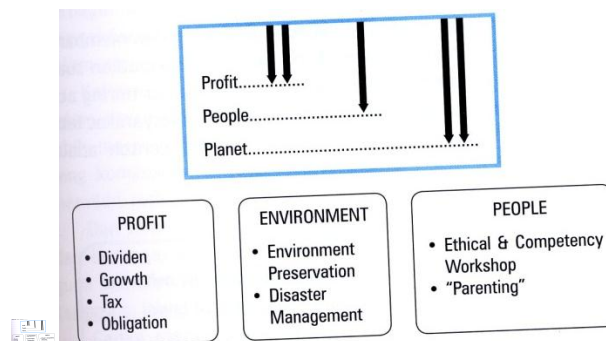 Profit....................
People............................
Planet.................................................
PROFIT
• Dividen
• Growth
• Tax
• Obligation
ENVIRONMENT
• Environment
Preservation
• Disaster
Management
PEOPLE
• Ethical & Competency
Workshop
• "Parenting"